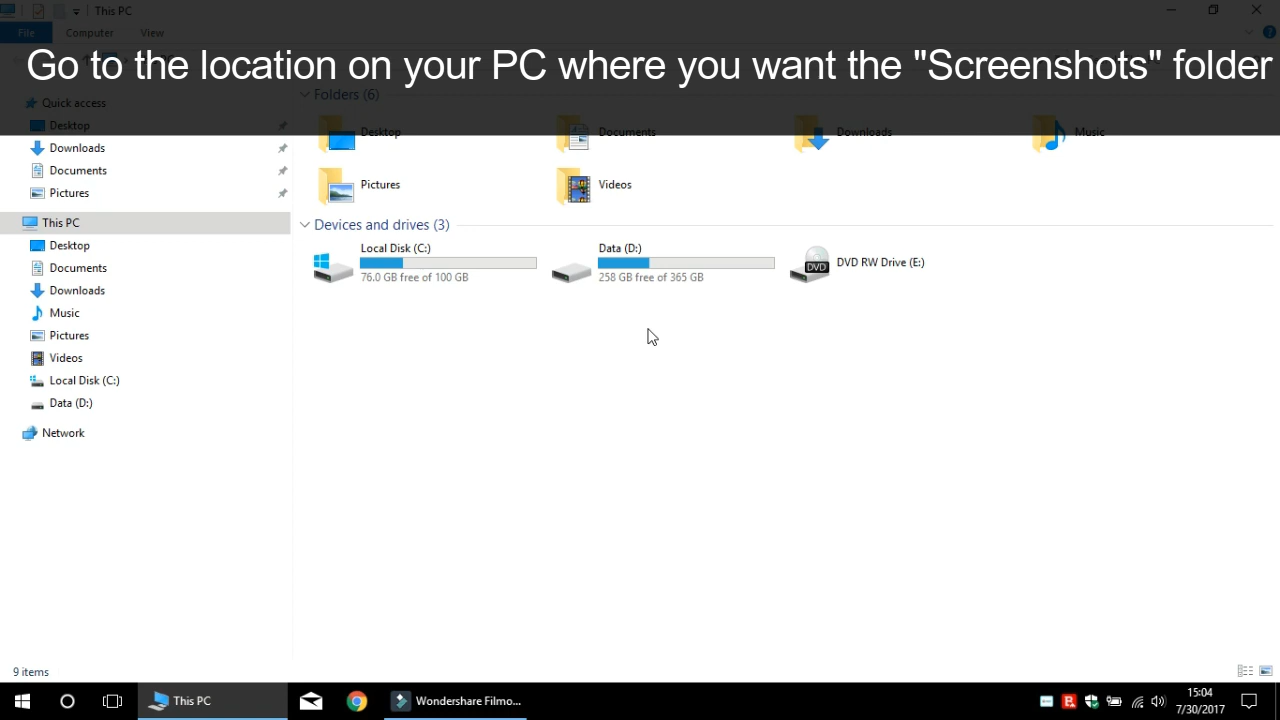 This PC
File Computer View
Go to the location on your PC where you want the "Screenshots" folder
Quick access
Desktop
Downloads
Documents
Pictures
This PC
Desktop
Documents
Downloads
Music
Pictures
Videos
Local Disk (C:)
Data (D:)
Network
Folders (6)
Desktop Documents Downloads Music
Pictures Videos
Devices and drives (3)
Local Disk (C:)
76.0 GB free of 100 GB
Data (D:)
258 GB free of 365 GB
DVD RW Drive (E:)
DVD
9 items
This PC
Wondershare Filmo...
15:04
7/30/2017